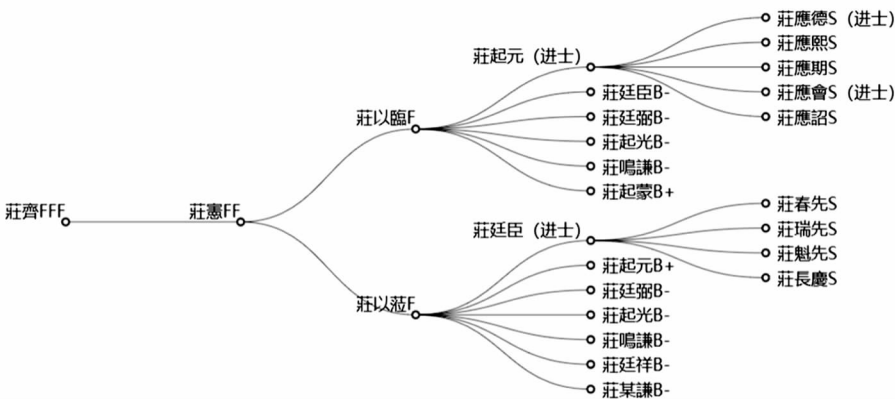 莊齊FFF
莊憲FF
莊以臨F
莊起元（进士）
莊應德S（进士）
莊應熙S
莊應期S
莊應會S（进士）
莊應詔S
莊廷臣B-
莊廷弼B-
莊起光B-
莊鳴謙B-
莊起蒙B+
莊以蒞F
莊廷臣（进士）
莊春先S
莊瑞先S
莊魁先S
莊長慶S
莊起元B+
莊廷弼B-
莊起光B-
莊鳴謙B-
莊廷祥B-
莊某謙B-